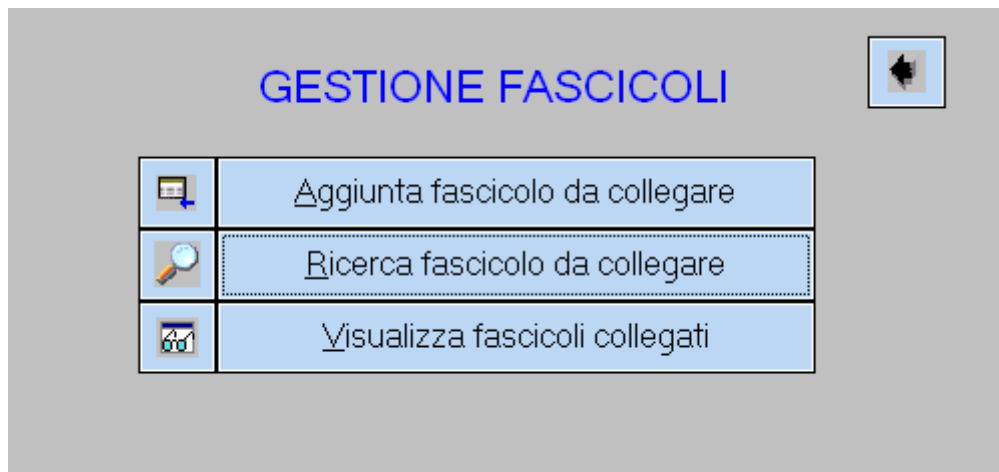 GESTIONE FASCICOLI
Aggiunta fascicolo da collegare
Ricerca fascicolo da collegare
Visualizza fascicoli collegati